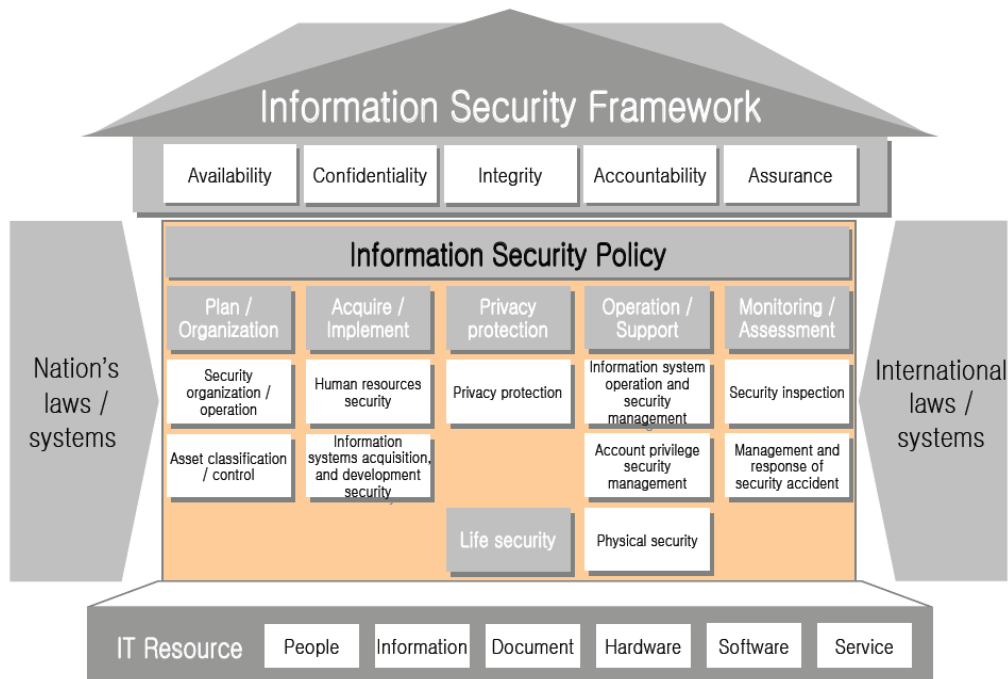 Information Security Framework
Availability
Confidentiality
Integrity
Accountability
Assurance
Nation's
laws /
systems
Information Security Policy
Plan /
Organization
Acquire /
Implement
Privacy
protection
Operation /
Support
Monitoring /
Assessment
Security
organization /
operation
Human resources
security
Privacy protection
Information system
operation and
security
management
Security inspection
Asset classification
/ control
Information
systems acquisition,
and development
security
Account privilege
security
management
Management and
response of
security accident
Life security
Physical security
International
laws /
systems
IT Resource
People
Information
Document
Hardware
Software
Service